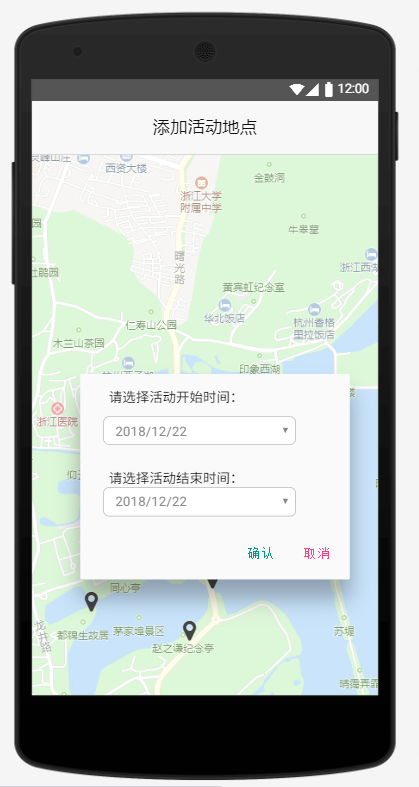 12:00
添加活动地点
西资大楼
金鼓洞
浙江大学
附属中学
牛皋墓
曙光路
浙江西湖
黄宾虹纪念室
华北饭店
仁寿山公园
杭州香格
里拉饭店
木兰山茶园
印象西湖
请选择活动开始时间：
2018/12/22
浙江医院
请选择活动结束时间：
2018/12/22
确认 取消
同心亭
龙井路
都锦生故居
茅家埠景区
赵之谦纪念亭
苏堤